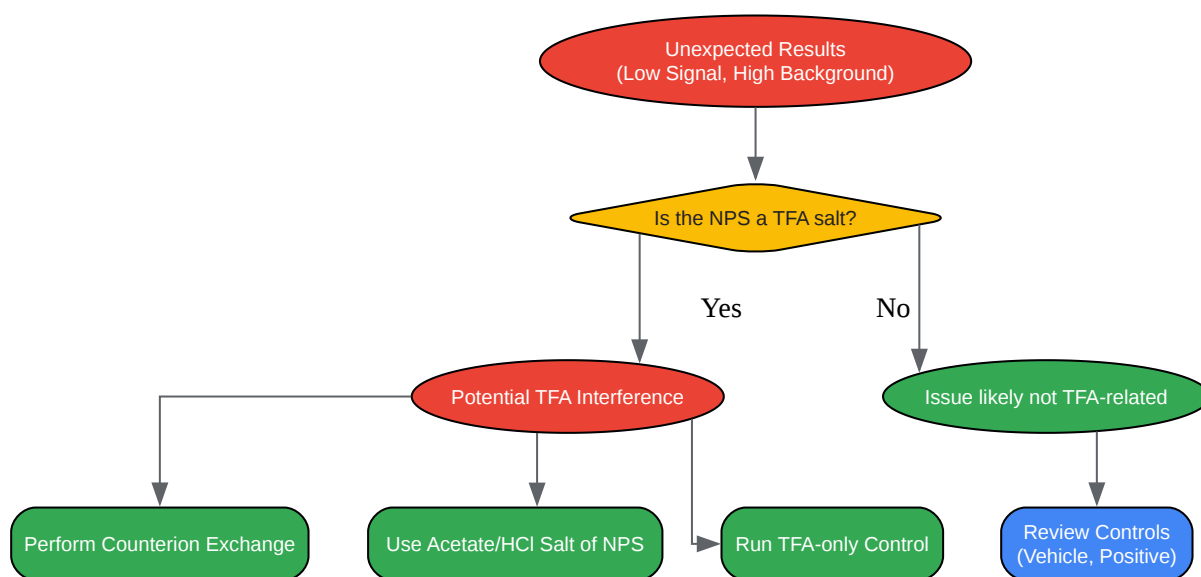 Unexpected Results
(Low Signal, High Background)
Is the NPS a TFA salt?
Yes
No
Potential TFA Interference
Issue likely not TFA-related
Perform Counterion Exchange
Use Acetate/HCl Salt of NPS
Run TFA-only Control
Review Controls
(Vehicle, Positive)